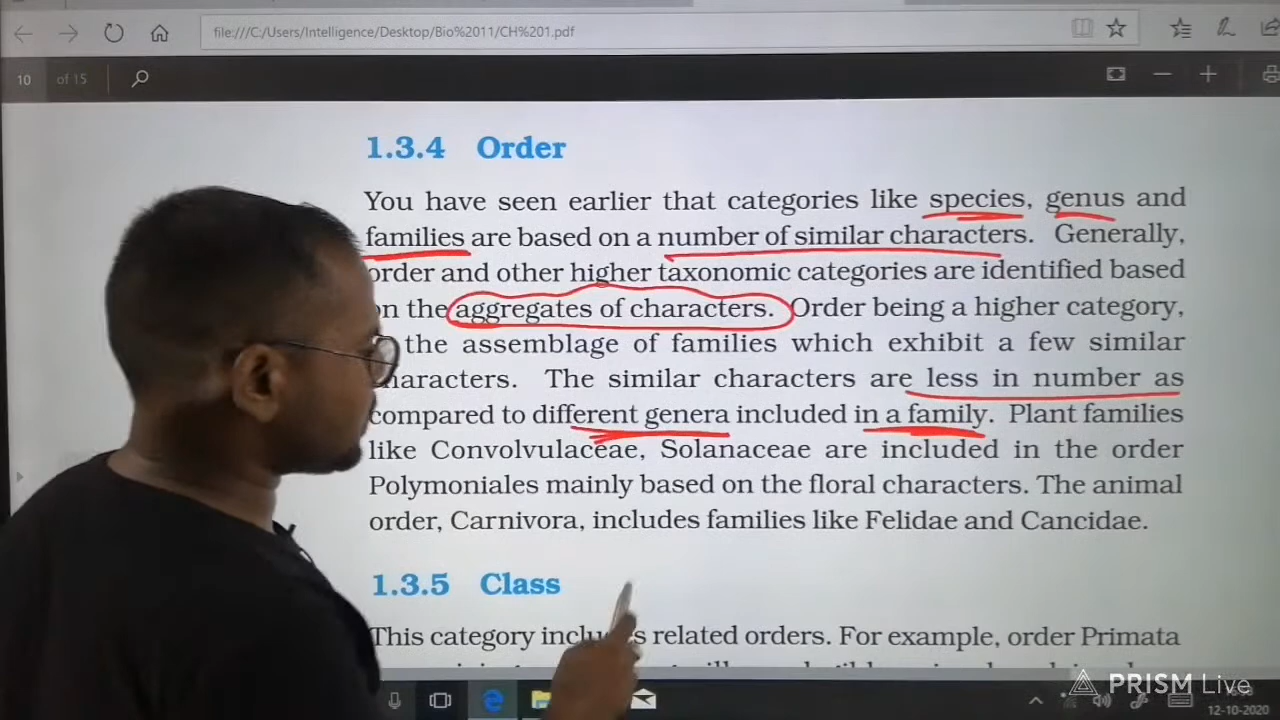 file:///C:/Users/Intelligence/Desktop/Bio%2011/CH%201.pdf
10 of 15
1.3.4 Order
You have seen earlier that categories like species, genus and
families are based on a number of similar characters. Generally,
order and other higher taxonomic categories are identified based
on the aggregates of characters. Order being a higher category,
the assemblage of families which exhibit a few similar
characters. The similar characters are less in number as
compared to different genera included in a family. Plant families
like Convolvulaceae, Solanaceae are included in the order
Polymoniales mainly based on the floral characters. The animal
order, Carnivora, includes families like Felidae and Cancidae.
1.3.5 Class
This category includes related orders. For example, order Primata
PRISM Live
12-10-2020